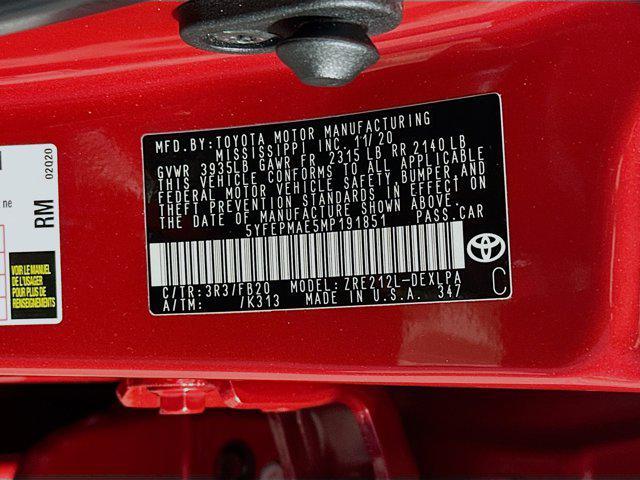 MFD.BY:TOYOTA MOTOR MANUFACTURING
MISSISSIPPI INC. 11/20
GVWR 3935LB GAWR FR 2315 LB RR 2140 LB
THIS VEHICLE CONFORMS TO ALL APPLICABLE
FEDERAL MOTOR VEHICLE SAFETY,BUMPER,AND
THEFT PREVENTION STANDARDS IN EFFECT ON
THE DATE OF MANUFACTURE SHOWN ABOVE.
5YFEPMAE5MP191851 PASS.CAR
C/TR:3R3/FB20 MODEL:ZRE212L-DEXLPA
A/TM: /K313 MADE IN U.S.A. 347
C
02Q20
ne
RM
VOIR LE MANUEL
DE L'UTILISATEUR
POUR PLUS DE
RENSEIGNEMENTS